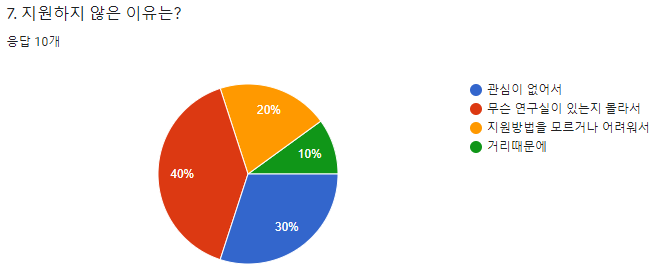 7. 지원하지 않은 이유는?
응답 10개
관심이 없어서
무슨 연구실이 있는지 몰라서
지원방법을 모르거나 어려워서
거리때문에
20%
10%
40%
30%